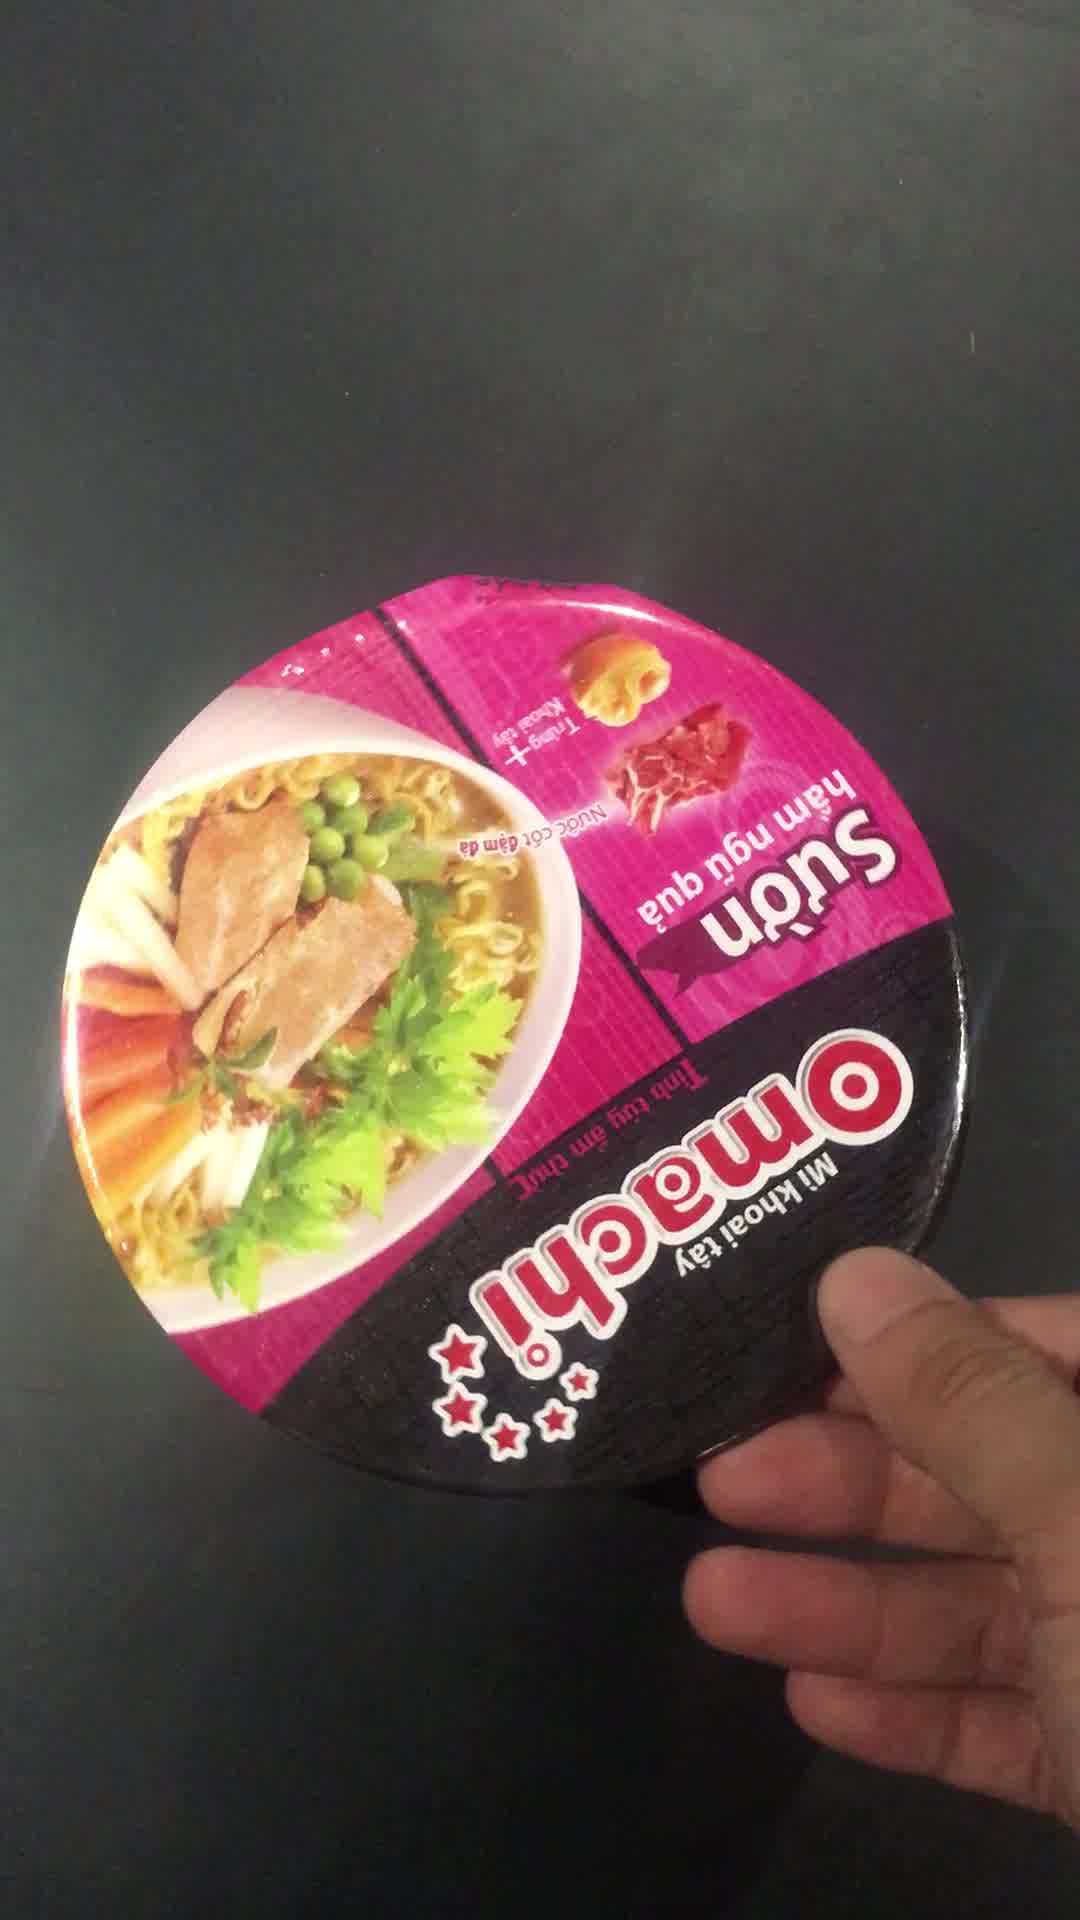 Mì khoai tây
Omachi
Tinh túy ẩm thực
Sườn
hầm ngũ quả
Nước cốt đậm đà
Trứng+
Khoai tây